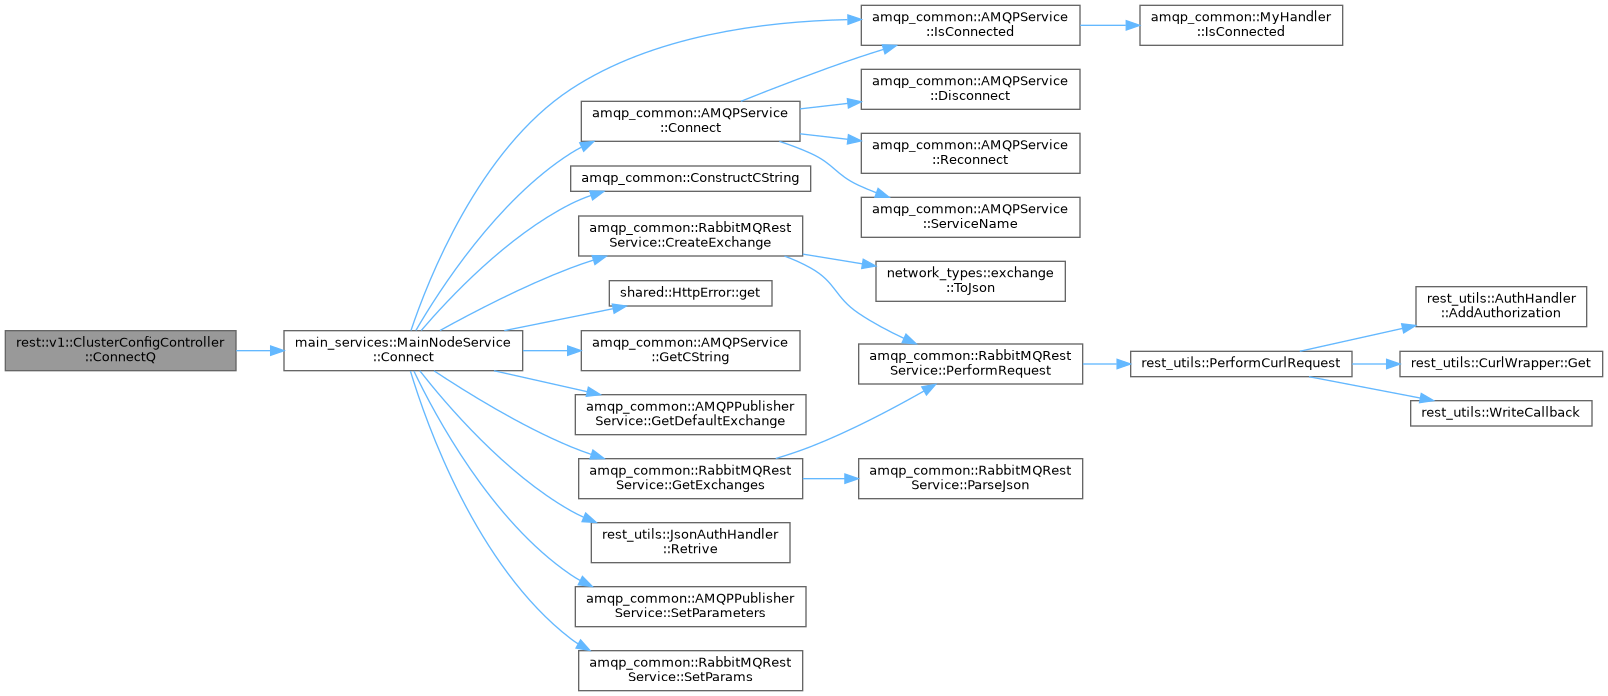 rest::v1::ClusterConfigController
::ConnectQ
main_services::MainNodeService
::Connect
amqp_common::AMQPService
::IsConnected
amqp_common::MyHandler
::IsConnected
amqp_common::AMQPService
::Connect
amqp_common::AMQPService
::Disconnect
amqp_common::AMQPService
::Reconnect
amqp_common::AMQPService
::ServiceName
amqp_common::ConstructCString
amqp_common::RabbitMQRest
Service::CreateExchange
network_types::exchange
::ToJson
amqp_common::RabbitMQRest
Service::PerformRequest
rest_utils::PerformCurlRequest
rest_utils::AuthHandler
::AddAuthorization
rest_utils::CurlWrapper::Get
rest_utils::WriteCallback
shared::HttpError::get
amqp_common::AMQPService
::GetCString
amqp_common::AMQPPublisher
Service::GetDefaultExchange
amqp_common::RabbitMQRest
Service::GetExchanges
amqp_common::RabbitMQRest
Service::ParseJson
rest_utils::JsonAuthHandler
::Retrive
amqp_common::AMQPPublisher
Service::SetParameters
amqp_common::RabbitMQRest
Service::SetParams